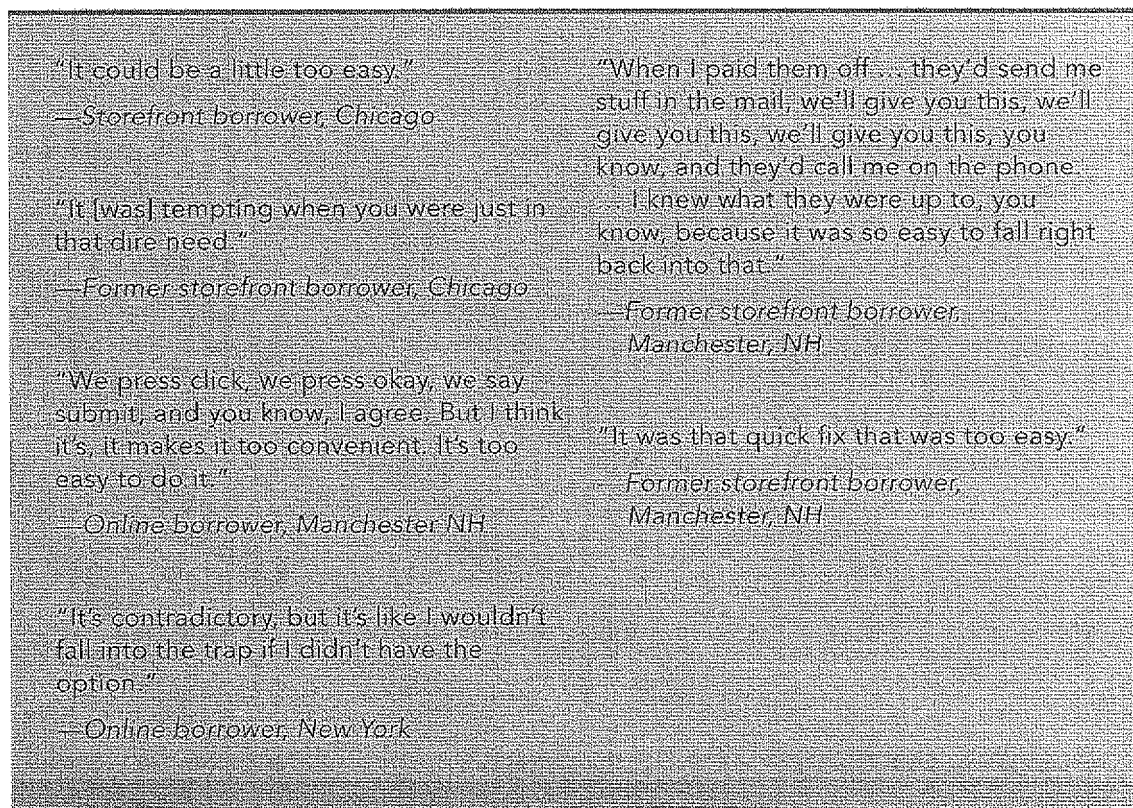 "It could be a little too easy."
—Storefront borrower, Chicago
"It [was] tempting when you were just in
that dire need."
—Former storefront borrower, Chicago
"We press click, we press okay, we say
submit, and you know, I agree. But I think
it's, it makes it too convenient. It's too
easy to do it."
—Online borrower, Manchester NH
"It's contradictory, but it's like I wouldn't
fall into the trap if I didn't have the
option."
—Online borrower, New York
"When I paid them off ... they'd send me
stuff in the mail, we'll give you this, we'll
give you this, we'll give you this, you
know, and they'd call me on the phone.
... I knew what they were up to, you
know, because it was so easy to fall right
back into that."
—Former storefront borrower,
Manchester, NH
"It was that quick fix that was too easy."
—Former storefront borrower,
Manchester, NH